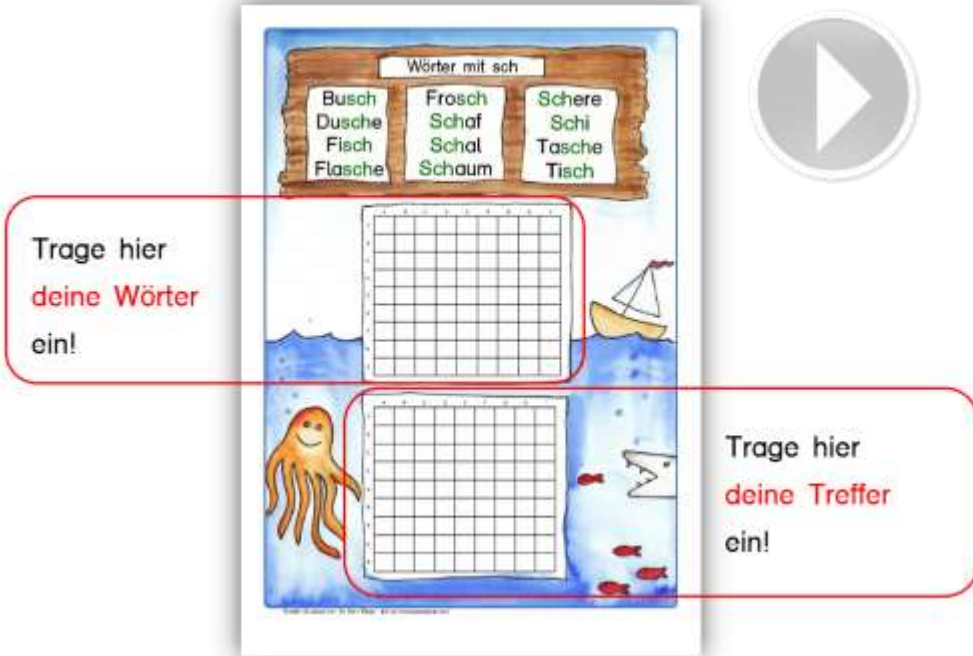 Wörter mit sch
Busch
Dusche
Fisch
Flasche
Frosch
Schaf
Schal
Schaum
Schere
Schi
Tasche
Tisch
Trage hier
deine Wörter
ein!
Trage hier
deine Treffer
ein!